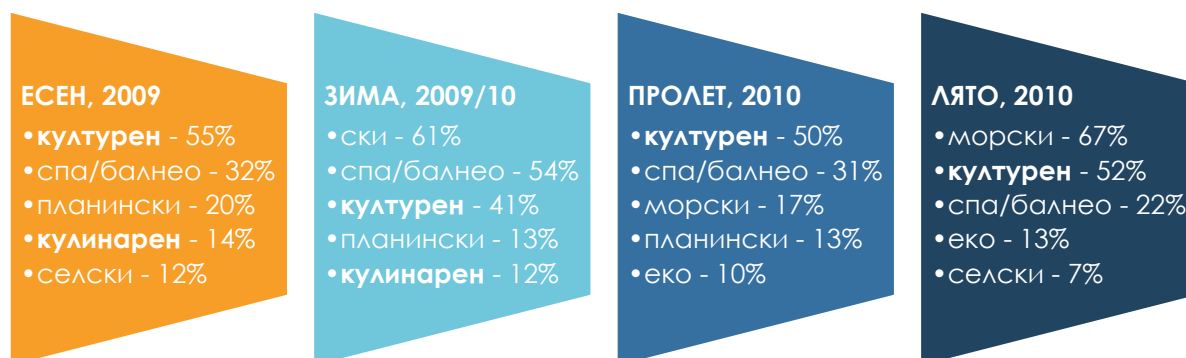 ЕСЕН, 2009
•културен - 55%
•спа/балнео - 32%
•планински - 20%
•кулинарен - 14%
•селски - 12%
ЗИМА, 2009/10
•ски - 61%
•спа/балнео - 54%
•културен - 41%
•планински - 13%
•кулинарен - 12%
ПРОЛЕТ, 2010
•културен - 50%
•спа/балнео - 31%
•морски - 17%
•планински - 13%
•еко - 10%
ЛЯТО, 2010
•морски - 67%
•културен - 52%
•спа/балнео - 22%
•еко - 13%
•селски - 7%